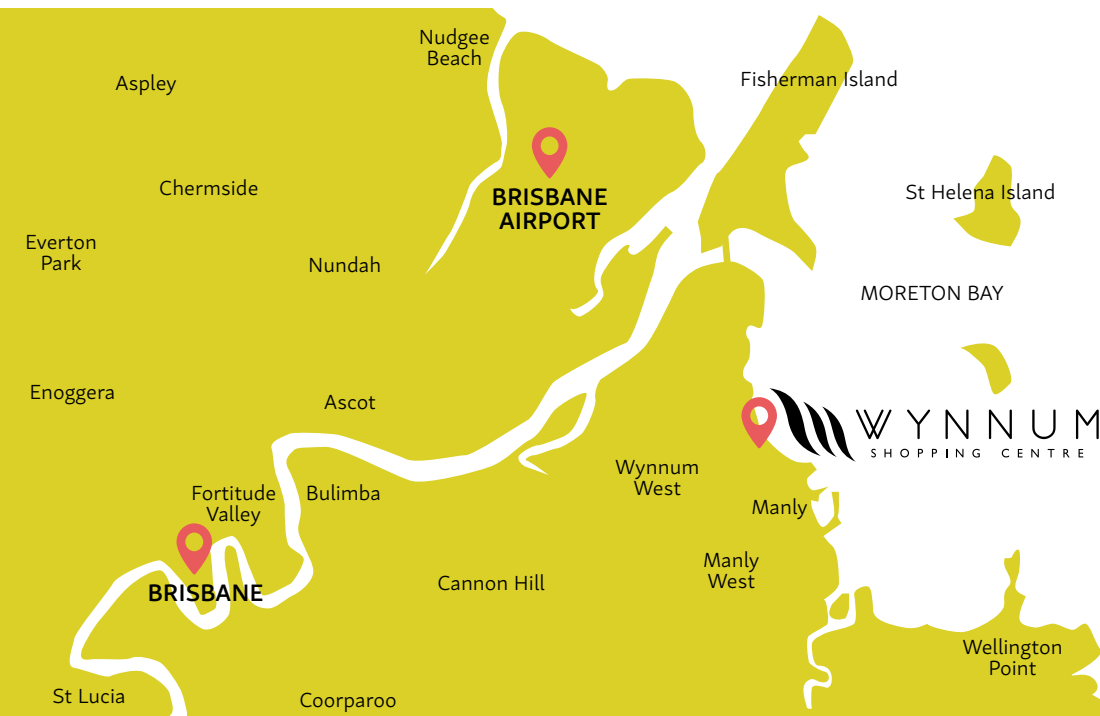 Nudgee
Beach
Aspley
Fisherman Island
Chermside
BRISBANE
AIRPORT
St Helena Island
Everton
Park
Nundah
MORETON BAY
Enoggera
Ascot
WYNNUM
SHOPPING CENTRE
Wynnum
West
Fortitude
Valley
Bulimba
Manly
Manly
West
BRISBANE
Cannon Hill
Wellington
Point
St Lucia
Coorparoo